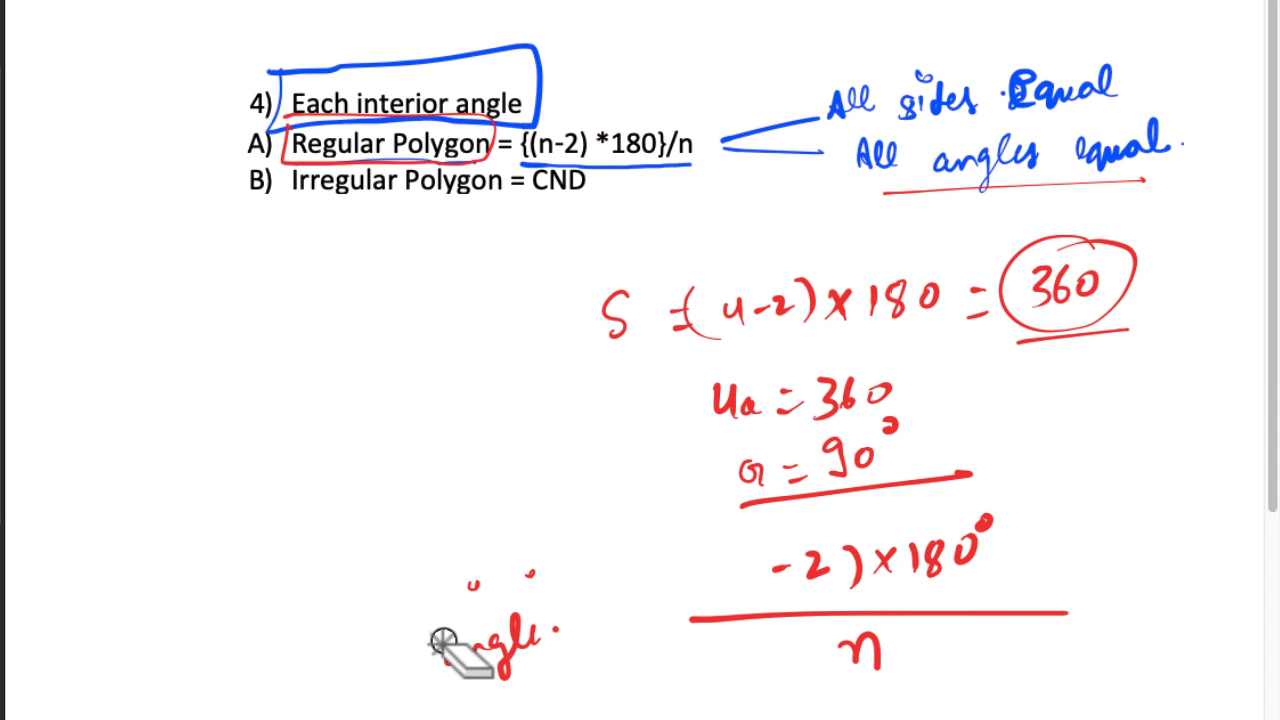 4) Each interior angle
A) Regular Polygon = {(n-2) *180}/n
B) Irregular Polygon = CND
All sides Equal
All angles equal.
S = (4-2) × 180 = 360
4a = 360
a = 90°
-2) × 180°
n
ngle.